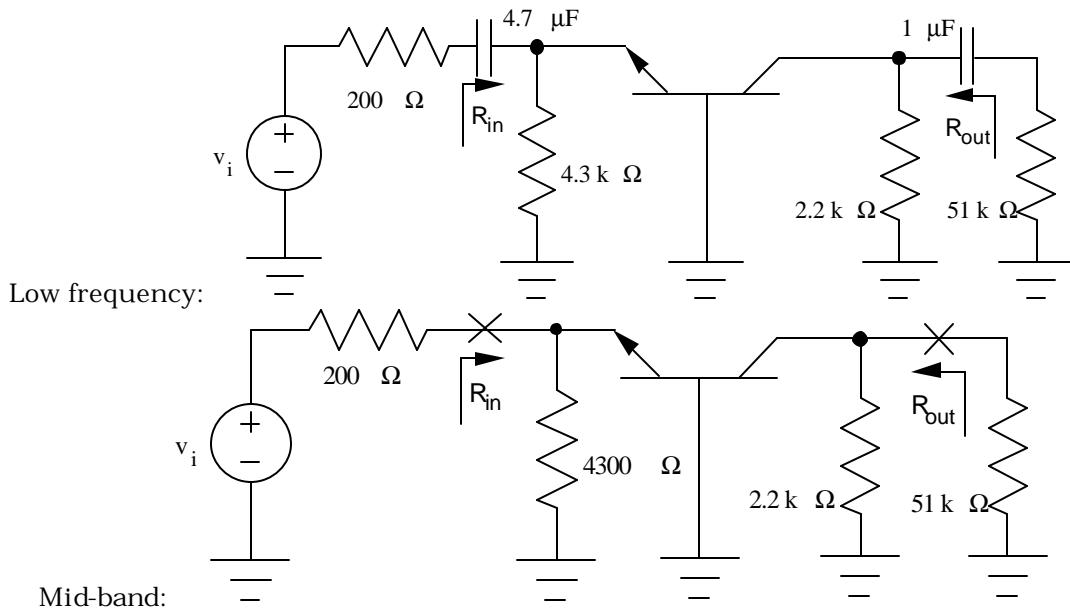 4.7 μF
1 μF
200 Ω
R_in
R_out
+
v_i
−
4.3 k Ω
2.2 k Ω
51 k Ω
Low frequency:
200 Ω
R_in
R_out
+
v_i
−
4300 Ω
2.2 k Ω
51 k Ω
Mid-band: